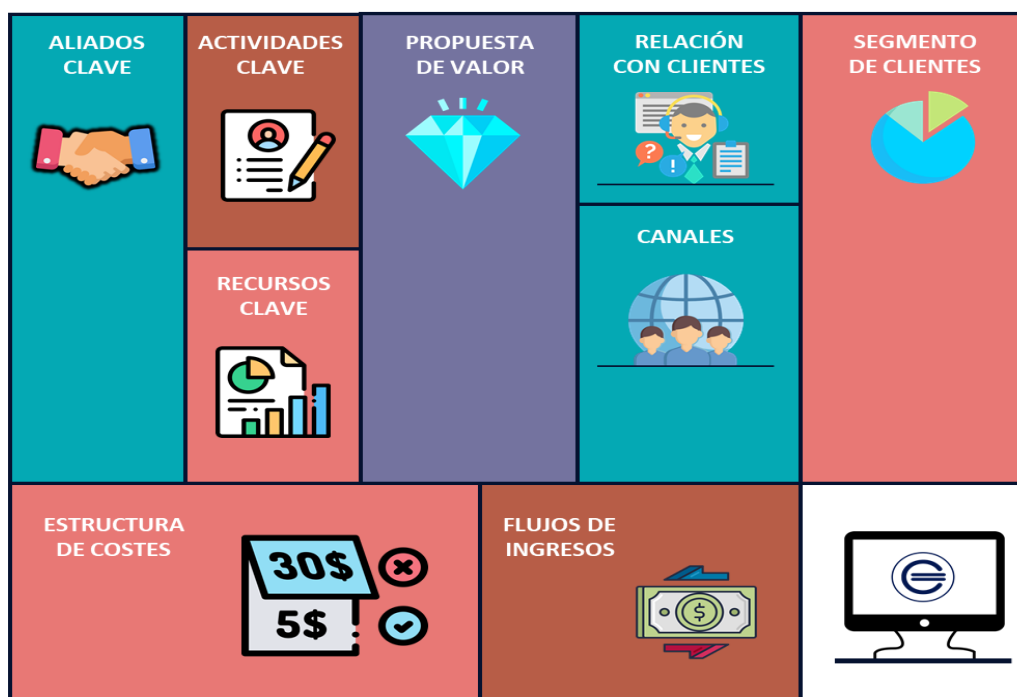 ALIADOS
CLAVE
ACTIVIDADES
CLAVE
PROPUESTA
DE VALOR
RELACIÓN
CON CLIENTES
SEGMENTO
DE CLIENTES
?
!
CANALES
RECURSOS
CLAVE
ESTRUCTURA
DE COSTES
30$
5$
FLUJOS DE
INGRESOS
$